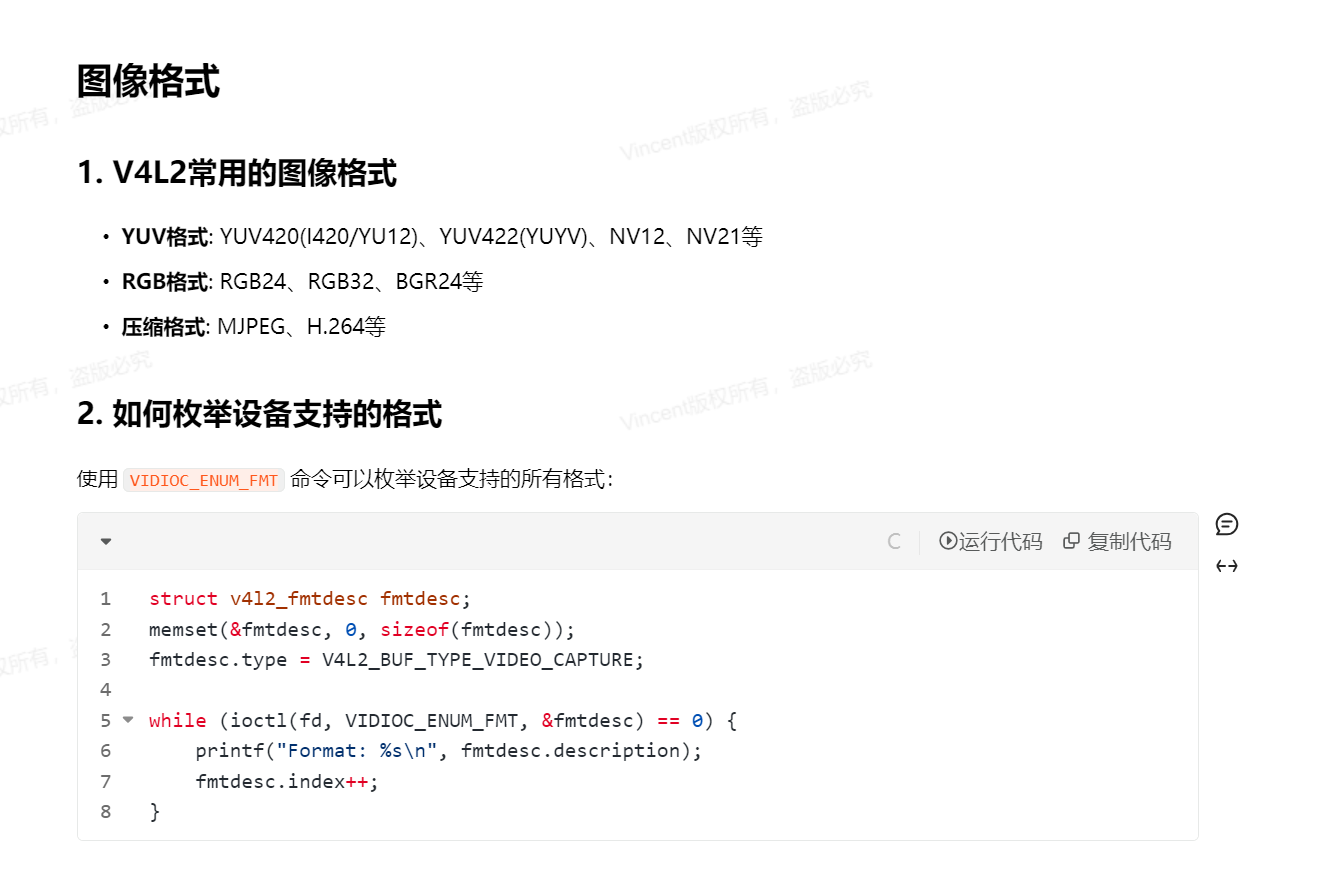 图像格式
1. V4L2常用的图像格式
• YUV格式: YUV420(I420/YU12)、YUV422(YUYV)、NV12、NV21等
• RGB格式: RGB24、RGB32、BGR24等
• 压缩格式: MJPEG、H.264等
2. 如何枚举设备支持的格式
使用 VIDIOC_ENUM_FMT 命令可以枚举设备支持的所有格式：
C 运行代码 复制代码
1 struct v4l2_fmtdesc fmtdesc;
2 memset(&fmtdesc, 0, sizeof(fmtdesc));
3 fmtdesc.type = V4L2_BUF_TYPE_VIDEO_CAPTURE;
4
5 while (ioctl(fd, VIDIOC_ENUM_FMT, &fmtdesc) == 0) {
6     printf("Format: %s\n", fmtdesc.description);
7     fmtdesc.index++;
8 }
权所有，盗版必究
Vincent版权所有，盗版必究
权所有，盗版必究
Vincent版权所有，盗版必究
权所有，盗